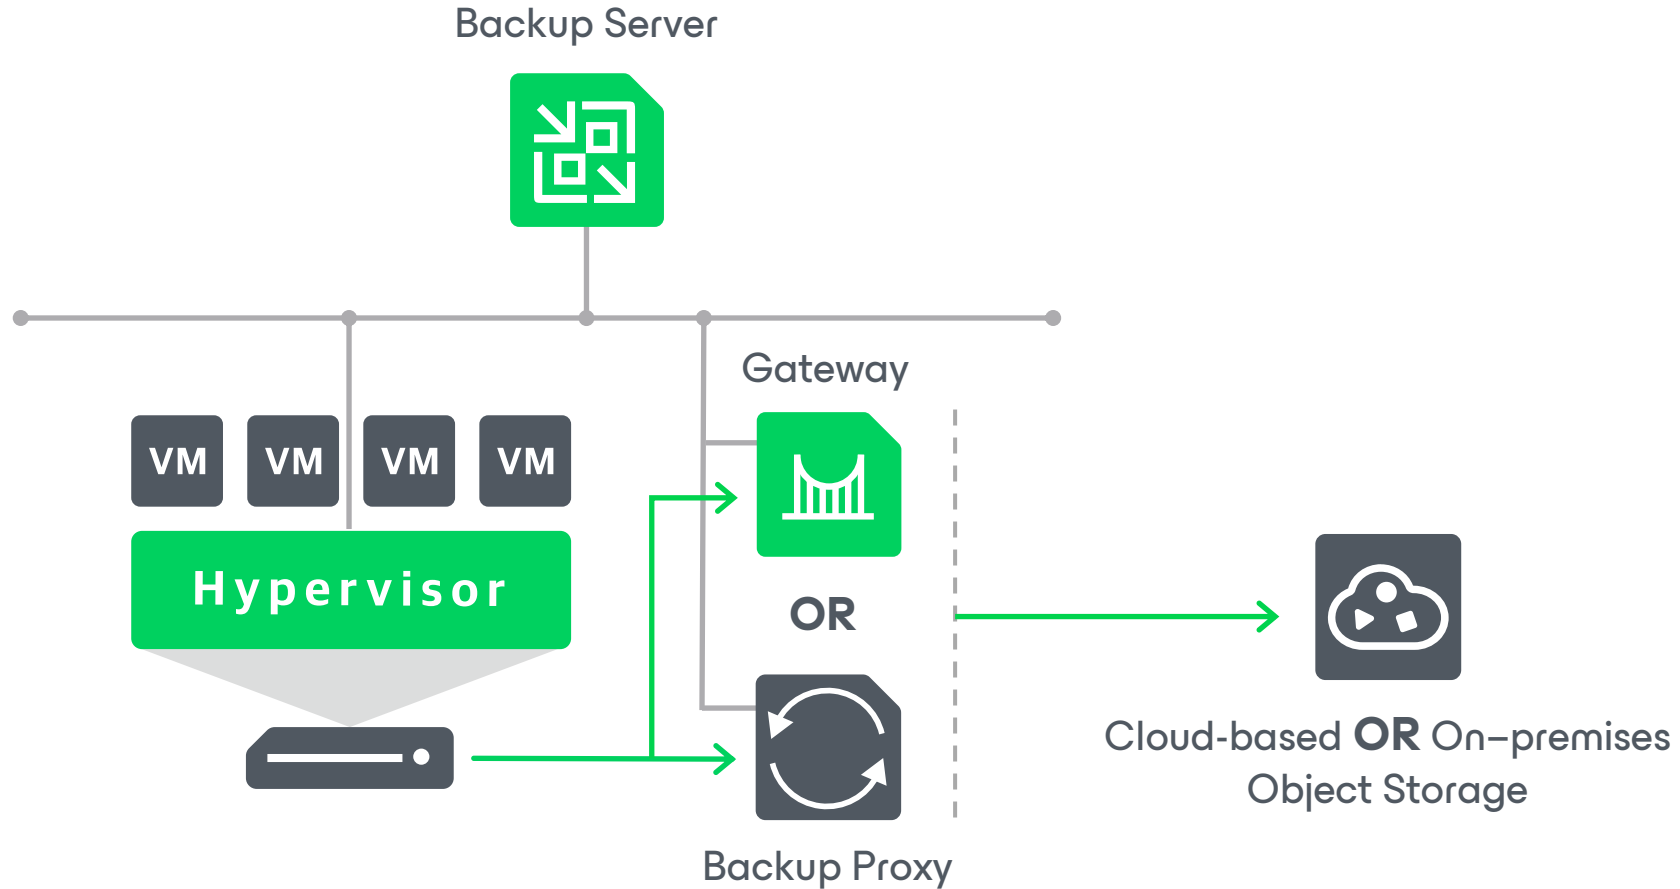 Backup Server
Gateway
VM VM VM VM
Hypervisor
OR
Cloud-based OR On-premises
Object Storage
Backup Proxy